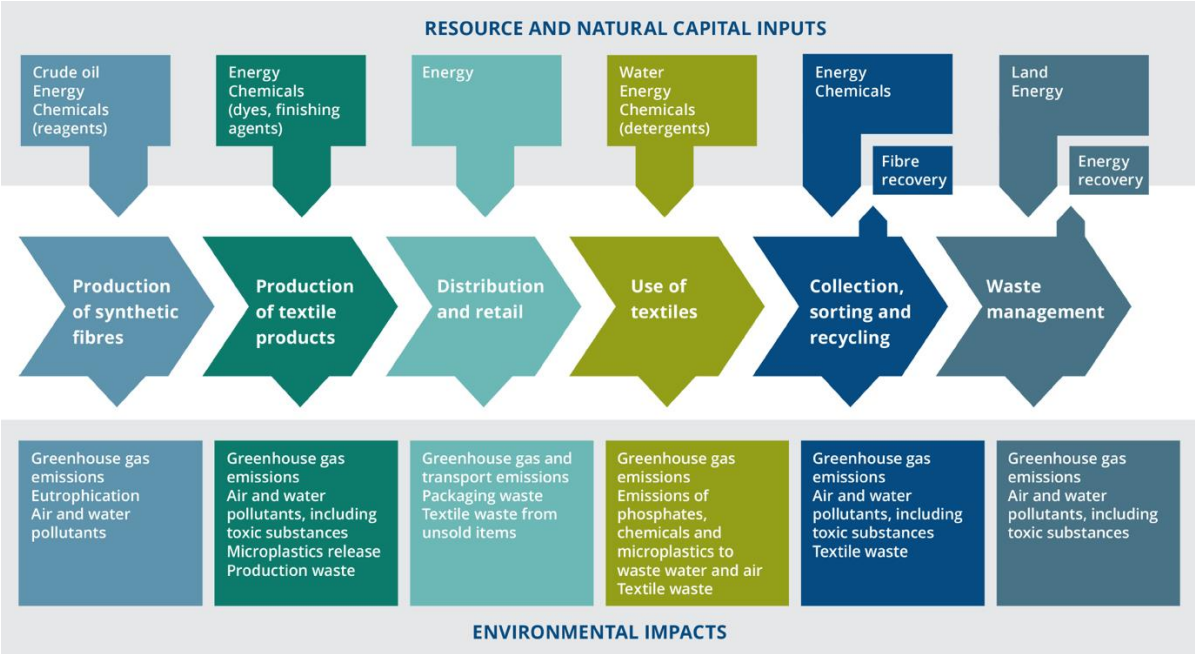 RESOURCE AND NATURAL CAPITAL INPUTS
Crude oil
Energy
Chemicals
(reagents)
Energy
Chemicals
(dyes, finishing
agents)
Energy
Water
Energy
Chemicals
(detergents)
Energy
Chemicals
Fibre
recovery
Land
Energy
Energy
recovery
Production
of synthetic
fibres
Production
of textile
products
Distribution
and retail
Use of
textiles
Collection,
sorting and
recycling
Waste
management
Greenhouse gas
emissions
Eutrophication
Air and water
pollutants
Greenhouse gas
emissions
Air and water
pollutants, including
toxic substances
Microplastics release
Production waste
Greenhouse gas and
transport emissions
Packaging waste
Textile waste from
unsold items
Greenhouse gas
emissions
Emissions of
phosphates,
chemicals and
microplastics to
waste water and air
Textile waste
Greenhouse gas
emissions
Air and water
pollutants, including
toxic substances
Textile waste
Greenhouse gas
emissions
Air and water
pollutants, including
toxic substances
ENVIRONMENTAL IMPACTS